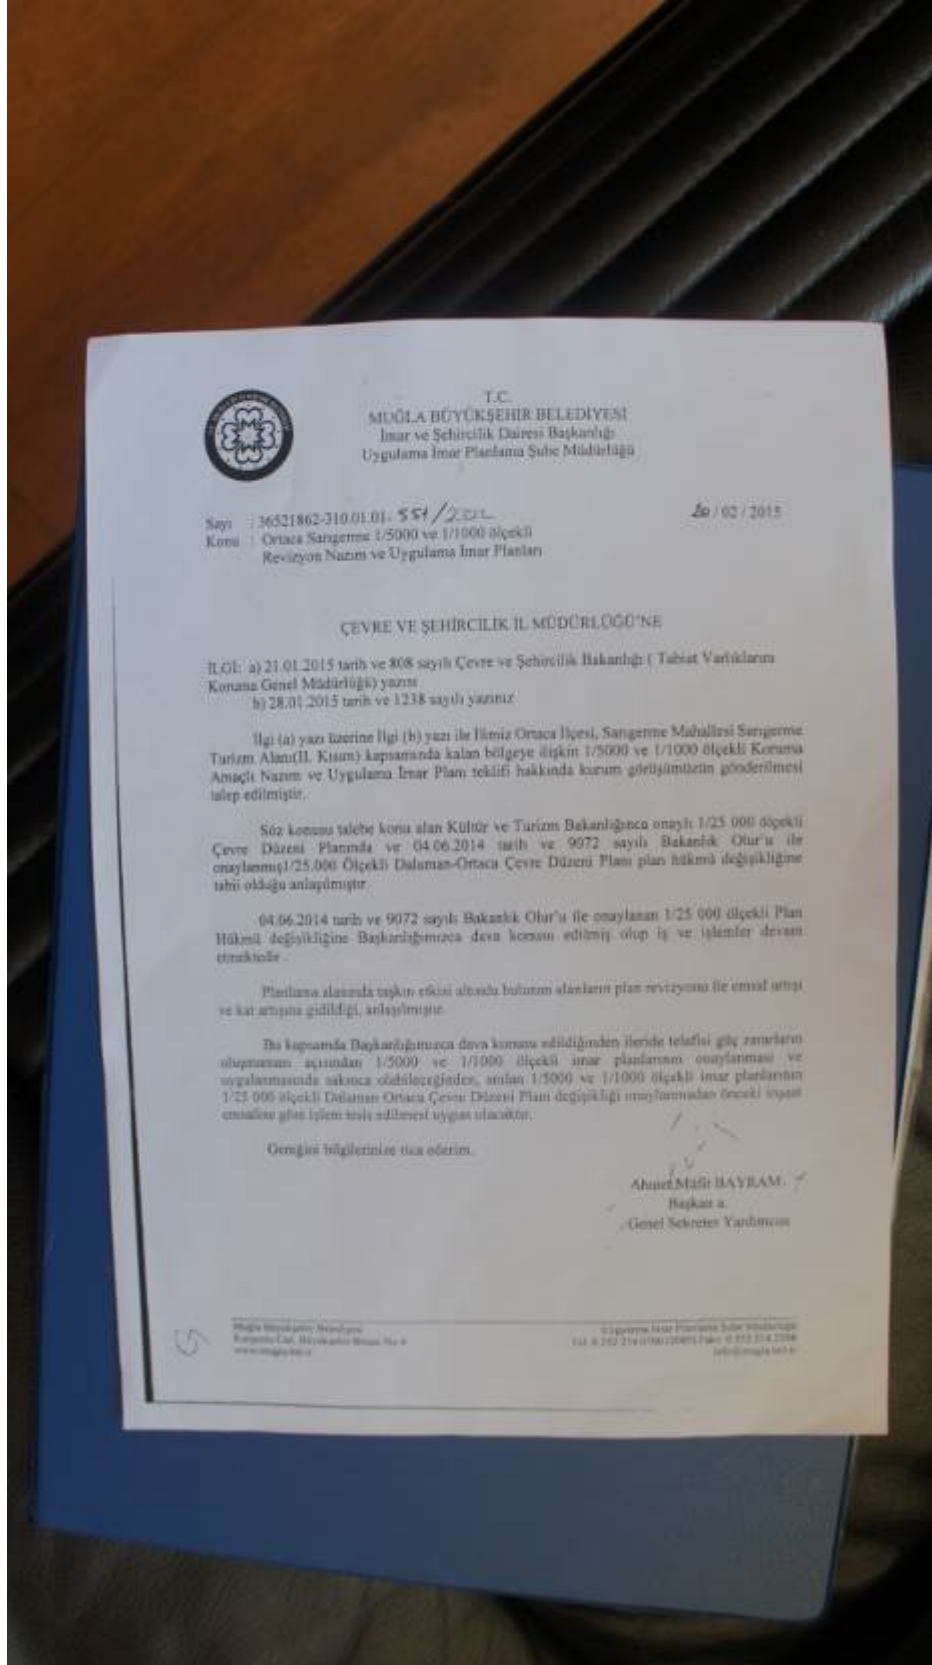 T.C.
MUĞLA BÜYÜKŞEHİR BELEDİYESİ
İmar ve Şehircilik Dairesi Başkanlığı
Uygulama İmar Planlama Şube Müdürlüğü
Sayı : 36521862-310.01.01- 551/
20 / 02 / 2015
Konu : Ortaca Sarıgerme 1/5000 ve 1/1000 ölçekli
Revizyon Nazım ve Uygulama İmar Planları
ÇEVRE VE ŞEHİRCİLİK İL MÜDÜRLÜĞÜ'NE
İLGİ: a) 21.01.2015 tarih ve 808 sayılı Çevre ve Şehircilik Bakanlığı ( Tabiat Varlıklarını
Koruma Genel Müdürlüğü) yazısı
b) 28.01.2015 tarih ve 1238 sayılı yazınız
İlgi (a) yazı üzerine İlgi (b) yazı ile İlimiz Ortaca İlçesi, Sarıgerme Mahallesi Sarıgerme
Turizm Alanı(II. Kısım) kapsamında kalan bölgeye ilişkin 1/5000 ve 1/1000 ölçekli Koruma
Amaçlı Nazım ve Uygulama İmar Planı teklifi hakkında kurum görüşümüzün gönderilmesi
talep edilmiştir.
Söz konusu talebe konu alan Kültür ve Turizm Bakanlığınca onaylı 1/25 000 ölçekli
Çevre Düzeni Planında ve 04.06.2014 tarih ve 9072 sayılı Bakanlık Olur'u ile
onaylanmış1/25.000 Ölçekli Dalaman-Ortaca Çevre Düzeni Planı plan hükmü değişikliğine
tabii olduğu anlaşılmıştır.
04.06.2014 tarih ve 9072 sayılı Bakanlık Olur'u ile onaylanan 1/25 000 ölçekli Plan
Hükmü değişikliğine Başkanlığımızca dava konusu edilmiş olup iş ve işlemler devam
etmektedir .
Planlama alanında taşkın etkisi altında bulunan alanların plan revizyonu ile emsal artışı
ve kat artışına gidildiği, anlaşılmıştır.
Bu kapsamda Başkanlığımızca dava konusu edildiğinden ileride telafisi güç zararların
oluşmaması açısından 1/5000 ve 1/1000 ölçekli imar planlarının onaylanması ve
uygulanmasında sakınca olabileceğinden, anılan 1/5000 ve 1/1000 ölçekli imar planlarının
1/25 000 ölçekli Dalaman Ortaca Çevre Düzeni Planı değişikliği onaylanmadan önceki inşaat
emsaline göre işlem tesis edilmesi uygun olacaktır.
Gereğini bilgilerinize rica ederim.
Ahmet Müfit BAYRAM
Başkan a.
Genel Sekreter Yardımcısı
Muğla Büyükşehir Belediyesi
Uygulama İmar Planlama Şube Müdürlüğü